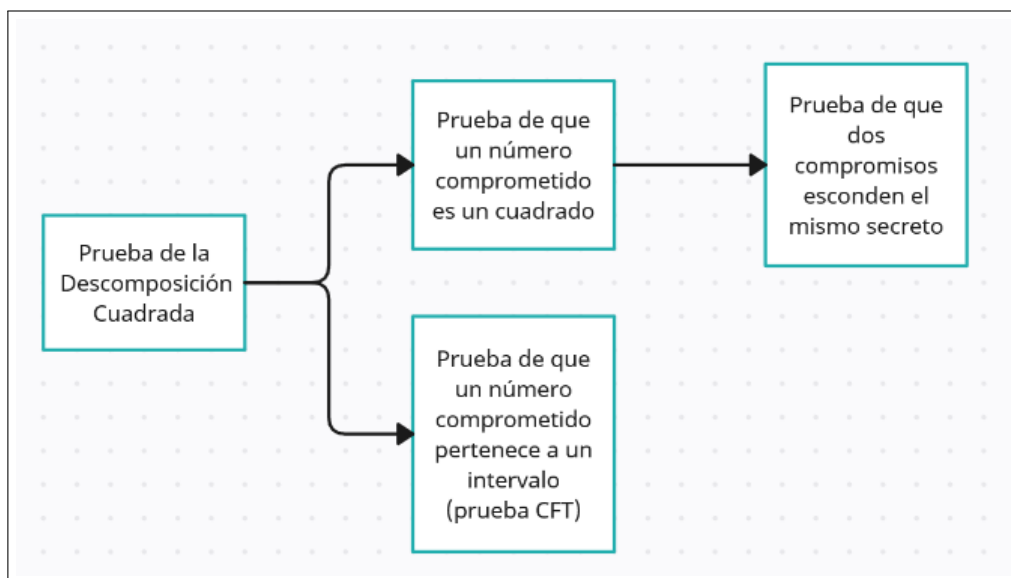 Prueba de la
Descomposición
Cuadrada
Prueba de que
un número
comprometido
es un cuadrado
Prueba de que
dos
compromisos
esconden el
mismo secreto
Prueba de que
un número
comprometido
pertenece a un
intervalo
(prueba CFT)